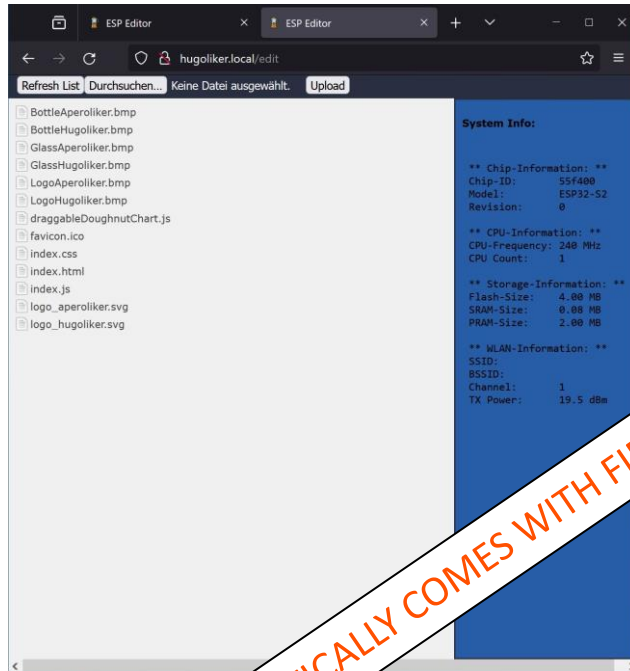 ESP Editor
ESP Editor
hugoliker.local/edit
Refresh List Durchsuchen... Keine Datei ausgewählt. Upload
BottleAperoliker.bmp
BottleHugoliker.bmp
GlassAperoliker.bmp
GlassHugoliker.bmp
LogoAperoliker.bmp
LogoHugoliker.bmp
draggableDoughnutChart.js
favicon.ico
index.css
index.html
index.js
logo_aperoliker.svg
logo_hugoliker.svg
System Info:
** Chip-Information: **
Chip-ID: 55f400
Model: ESP32-S2
Revision: 0
** CPU-Information: **
CPU-Frequency: 240 MHz
CPU Count: 1
** Storage-Information: **
Flash-Size: 4.00 MB
SRAM-Size: 0.08 MB
PRAM-Size: 2.00 MB
** WLAN-Information: **
SSID:
BSSID:
Channel: 1
TX Power: 19.5 dBm
COMES WITH